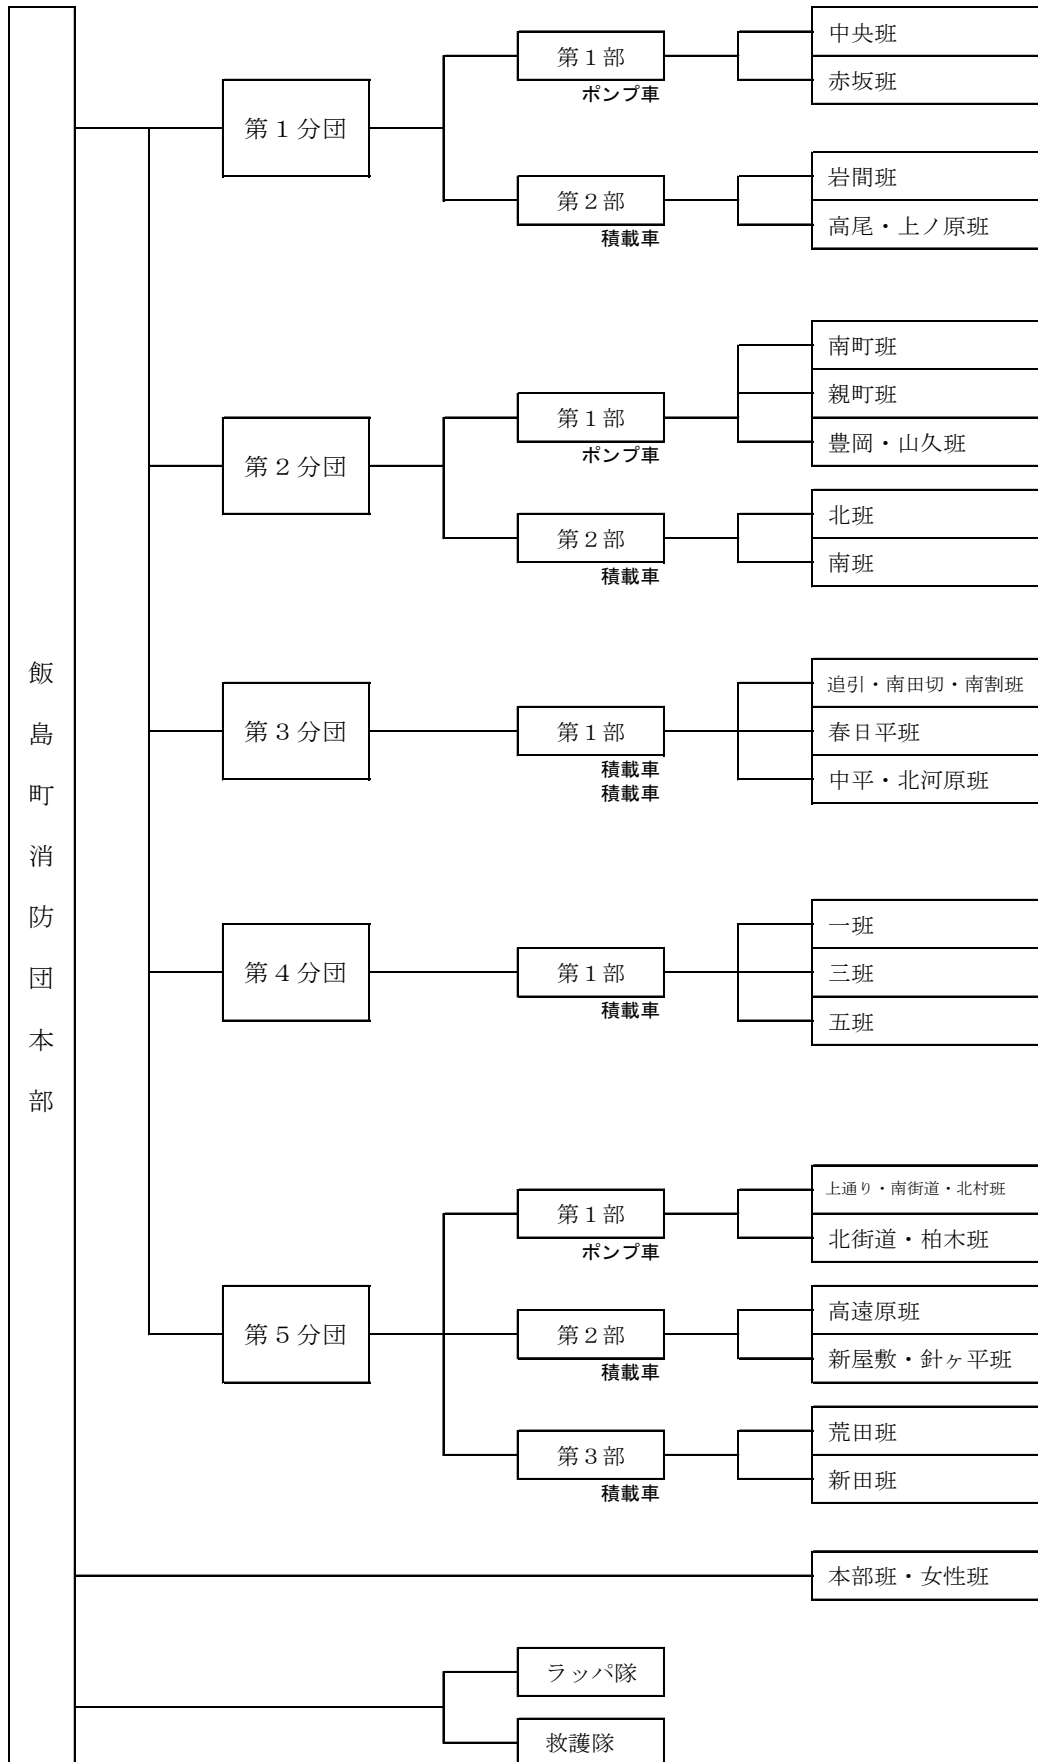 飯島町消防団本部
第１分団
第１部
ポンプ車
中央班
赤坂班
第２部
積載車
岩間班
高尾・上ノ原班
第２分団
第１部
ポンプ車
南町班
親町班
豊岡・山久班
第２部
積載車
北班
南班
第３分団
第１部
積載車
積載車
追引・南田切・南割班
春日平班
中平・北河原班
第４分団
第１部
積載車
一班
三班
五班
第５分団
第１部
ポンプ車
上通り・南街道・北村班
北街道・柏木班
第２部
積載車
高遠原班
新屋敷・針ヶ平班
第３部
積載車
荒田班
新田班
本部班・女性班
ラッパ隊
救護隊